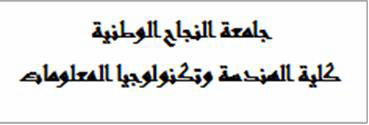 جامعة النجاح الوطنية
كلية الهندسة وتكنولوجيا المعلومات